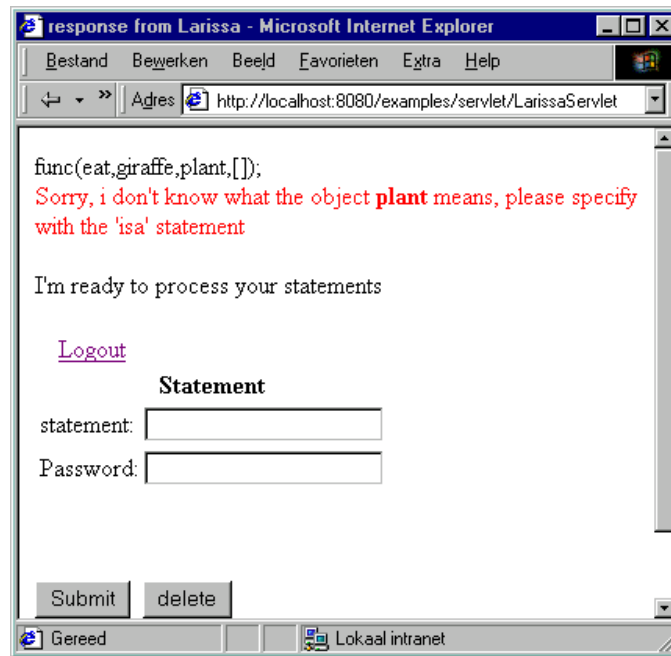 response from Larissa - Microsoft Internet Explorer
Bestand Bewerken Beeld Favorieten Extra Help
» Adres http://localhost:8080/examples/servlet/LarissaServlet
func(eat,giraffe,plant,[]);
Sorry, i don't know what the object plant means, please specify
with the 'isa' statement
I'm ready to process your statements
Logout
Statement
statement:
Password:
Submit delete
Gereed Lokaal intranet